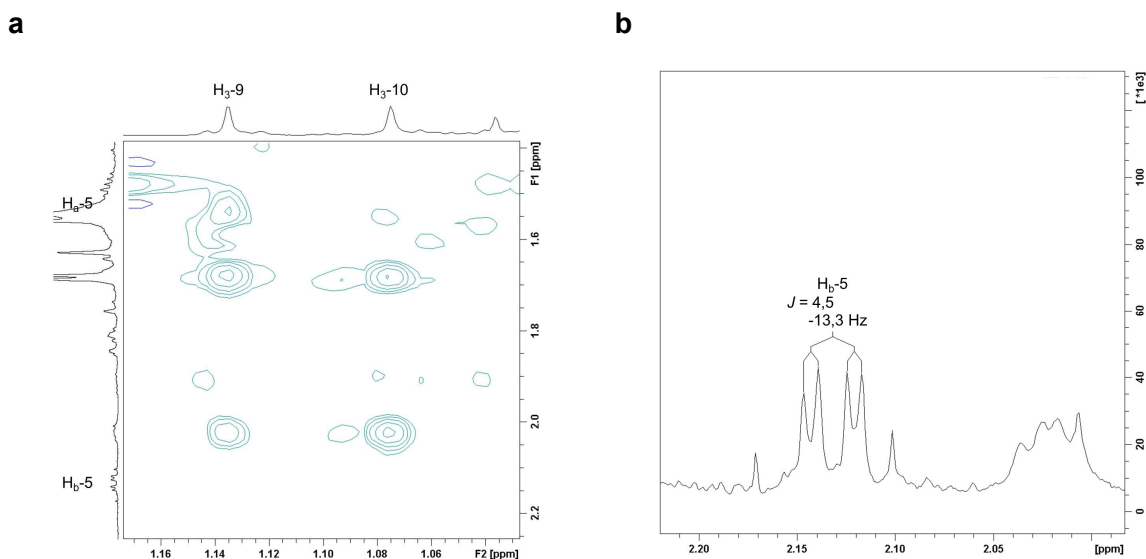 a
b
H3-9
H3-10
F1 [ppm]
Ha-5
1.6
1.8
2.0
Hb-5
2.2
1.16
1.14
1.12
1.10
1.08
1.06
F2 [ppm]
[ *1e3]
100
80
60
40
20
0
Hb-5
J = 4,5
-13,3 Hz
2.20
2.15
2.10
2.05
[ppm]